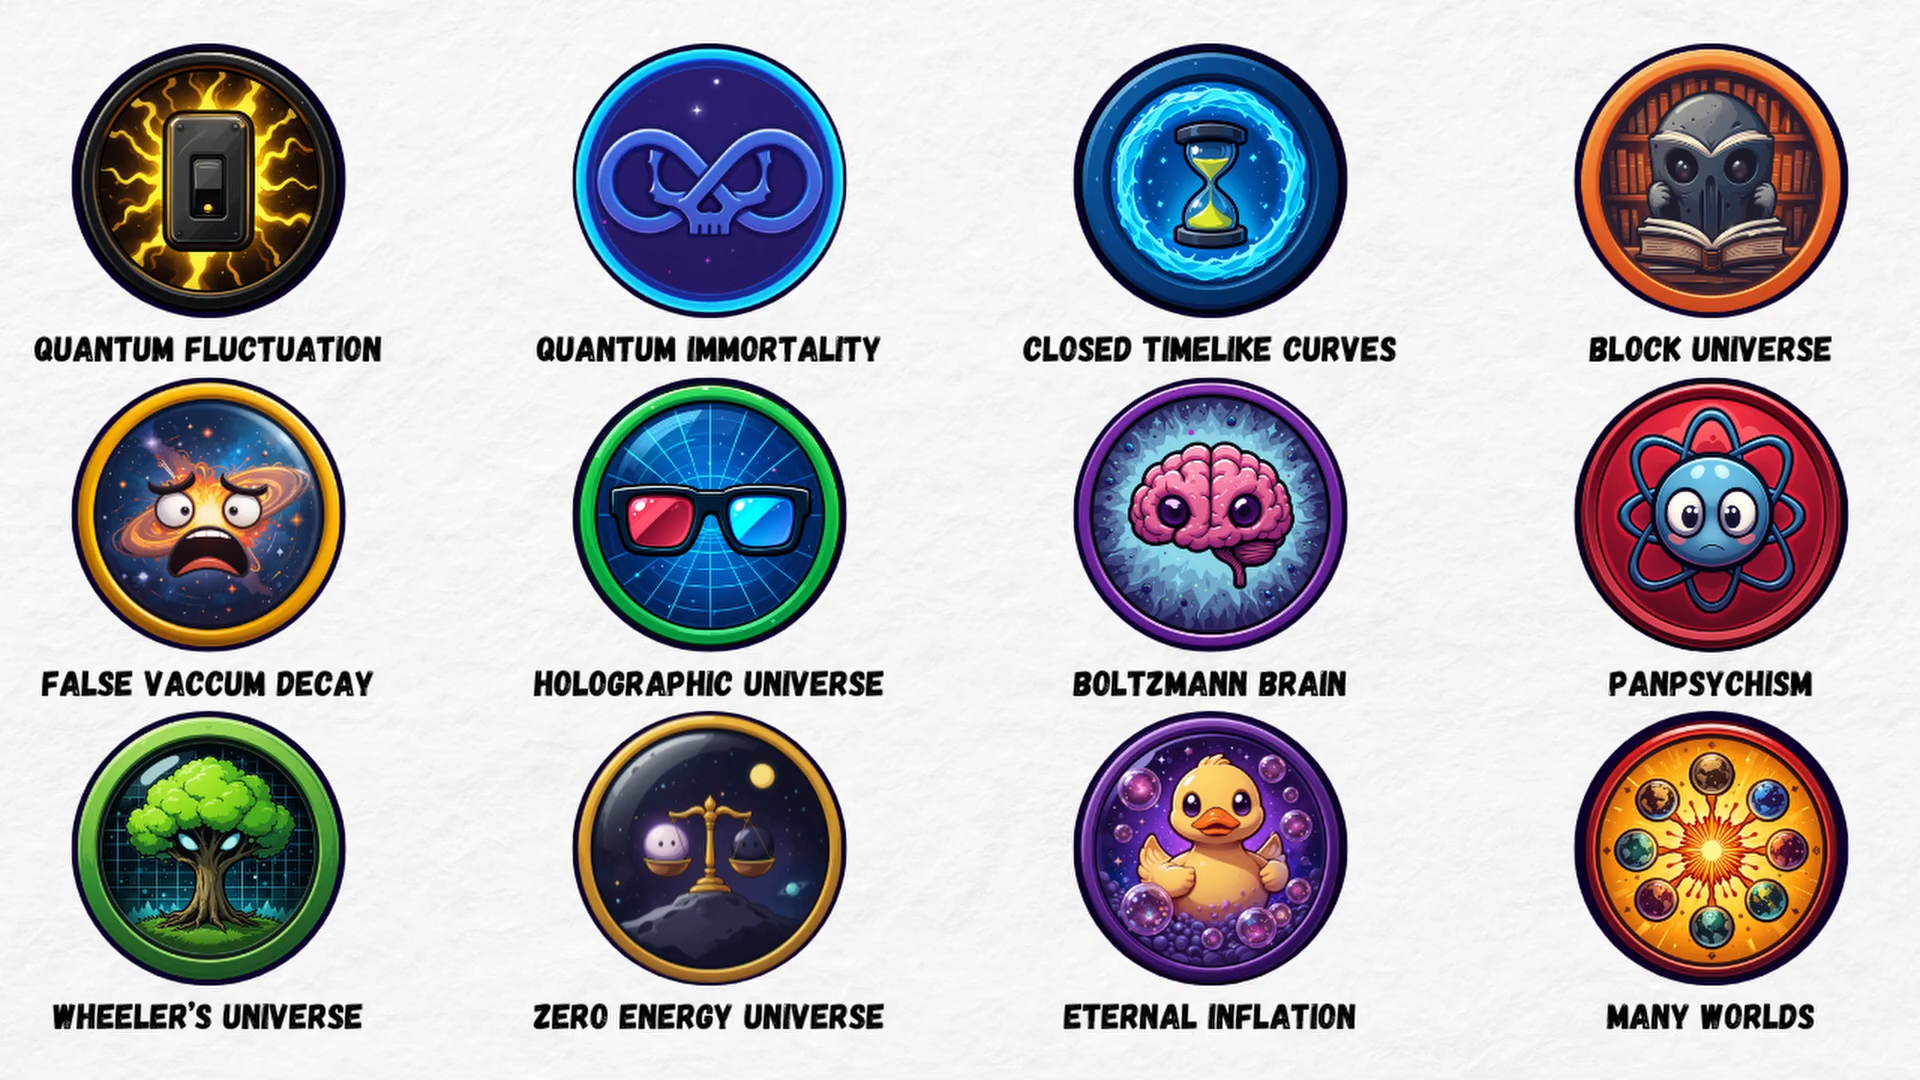 QUANTUM FLUCTUATION
QUANTUM IMMORTALITY
CLOSED TIMELIKE CURVES
BLOCK UNIVERSE
FALSE VACCUM DECAY
HOLOGRAPHIC UNIVERSE
BOLTZMANN BRAIN
PANPSYCHISM
WHEELER'S UNIVERSE
ZERO ENERGY UNIVERSE
ETERNAL INFLATION
MANY WORLDS